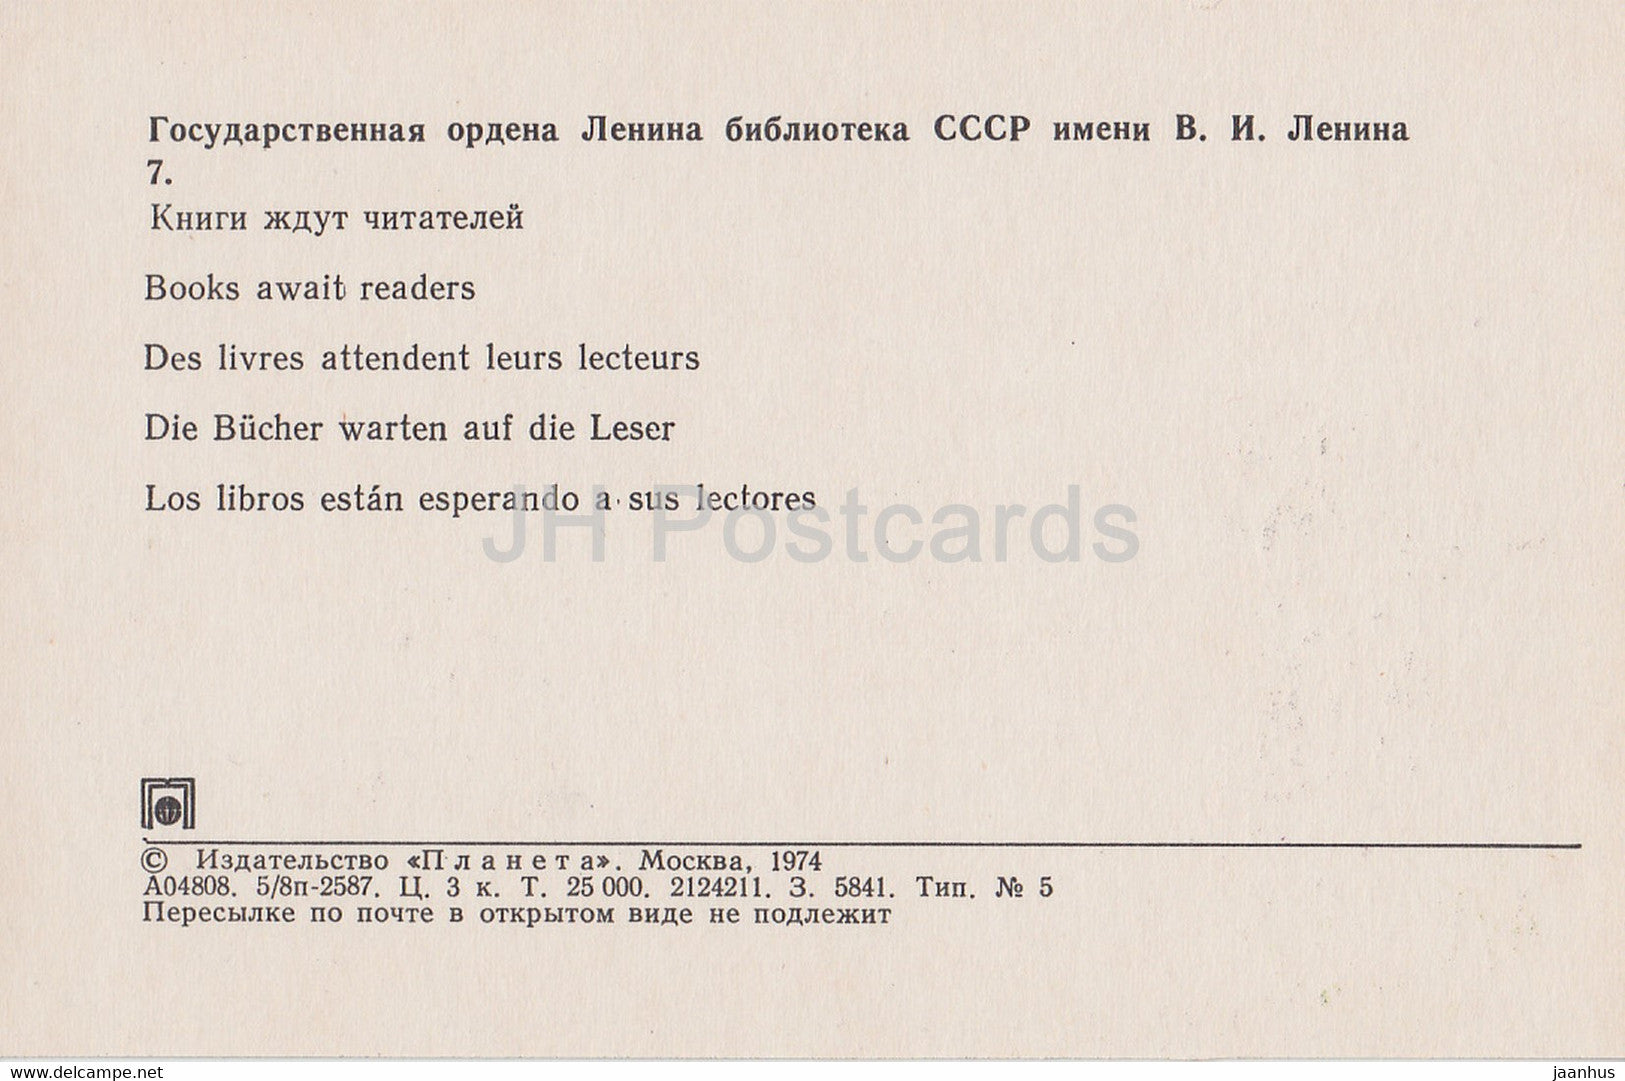 Государственная ордена Ленина библиотека СССР имени В. И. Ленина
7.
Книги ждут читателей
Books await readers
Des livres attendent leurs lecteurs
Die Bücher warten auf die Leser
Los libros están esperando a sus lectores
JH Postcards
© Издательство «Планета». Москва, 1974
А04808. 5/8п-2587. Ц. 3 к. Т. 25 000. 2124211. З. 5841. Тип. № 5
Пересылке по почте в открытом виде не подлежит
www.delcampe.net
jaanhus